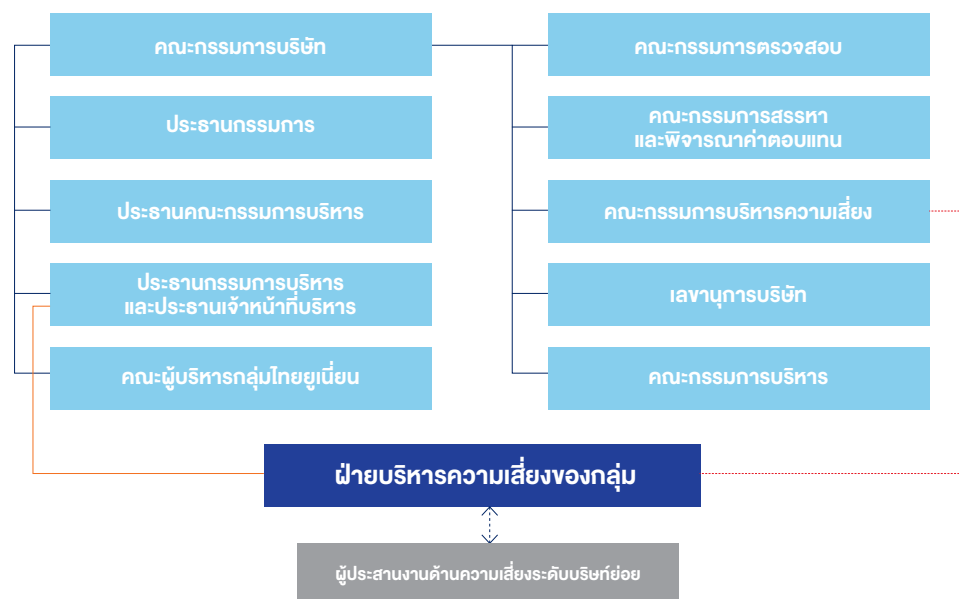 คณะกรรมการบริษัท
ประธานกรรมการ
ประธานคณะกรรมการบริหาร
ประธานกรรมการบริหาร
และประธานเจ้าหน้าที่บริหาร
คณะผู้บริหารกลุ่มไทยยูเนี่ยน
คณะกรรมการตรวจสอบ
คณะกรรมการสรรหา
และพิจารณาค่าตอบแทน
คณะกรรมการบริหารความเสี่ยง
เลขานุการบริษัท
คณะกรรมการบริหาร
ฝ่ายบริหารความเสี่ยงของกลุ่ม
ผู้ประสานงานด้านความเสี่ยงระดับบริษท์ย่อย